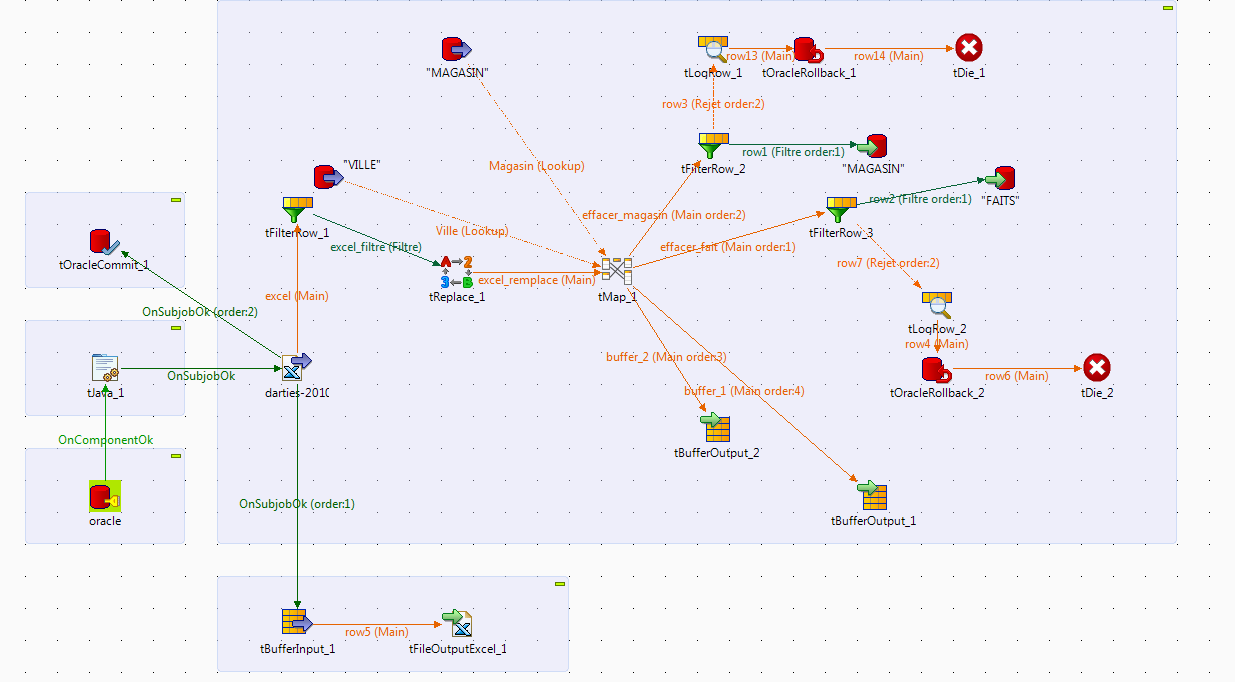 "MAGASIN"
tLogRow_1
row13 (Main)
tOracleRollback_1
row14 (Main)
tDie_1
row3 (Rejet order:2)
"VILLE"
Magasin (Lookup)
tFilterRow_2
row1 (Filtre order:1)
"MAGASIN"
tFilterRow_1
excel_filtre (Filtre)
Ville (Lookup)
effacer_magasin (Main order:2)
tFilterRow_3
row2 (Filtre order:1)
"FAITS"
effacer_fait (Main order:1)
row7 (Rejet order:2)
tOracleCommit_1
excel (Main)
tReplace_1
excel_remplace (Main)
tMap_1
OnSubjobOk (order:2)
tLogRow_2
row4 (Main)
tJava_1
OnSubjobOk
darties-2010
buffer_2 (Main order:3)
buffer_1 (Main order:4)
tOracleRollback_2
row6 (Main)
tDie_2
OnComponentOk
tBufferOutput_2
oracle
OnSubjobOk (order:1)
tBufferOutput_1
tBufferInput_1
row5 (Main)
tFileOutputExcel_1